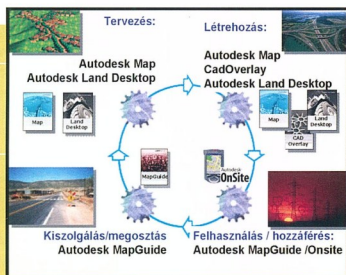 Tervezés:
Autodesk Map
Autodesk Land Desktop
Létrehozás:
Autodesk Map
CadOverlay
Autodesk Land Desktop
Map
Land
Desktop
Map
Land
Desktop
CAD
Overlay
MapGuide
Autodesk
OnSite
Kiszolgálás/megosztás
Autodesk MapGuide
Felhasználás / hozzáférés:
Autodesk MapGuide /Onsite